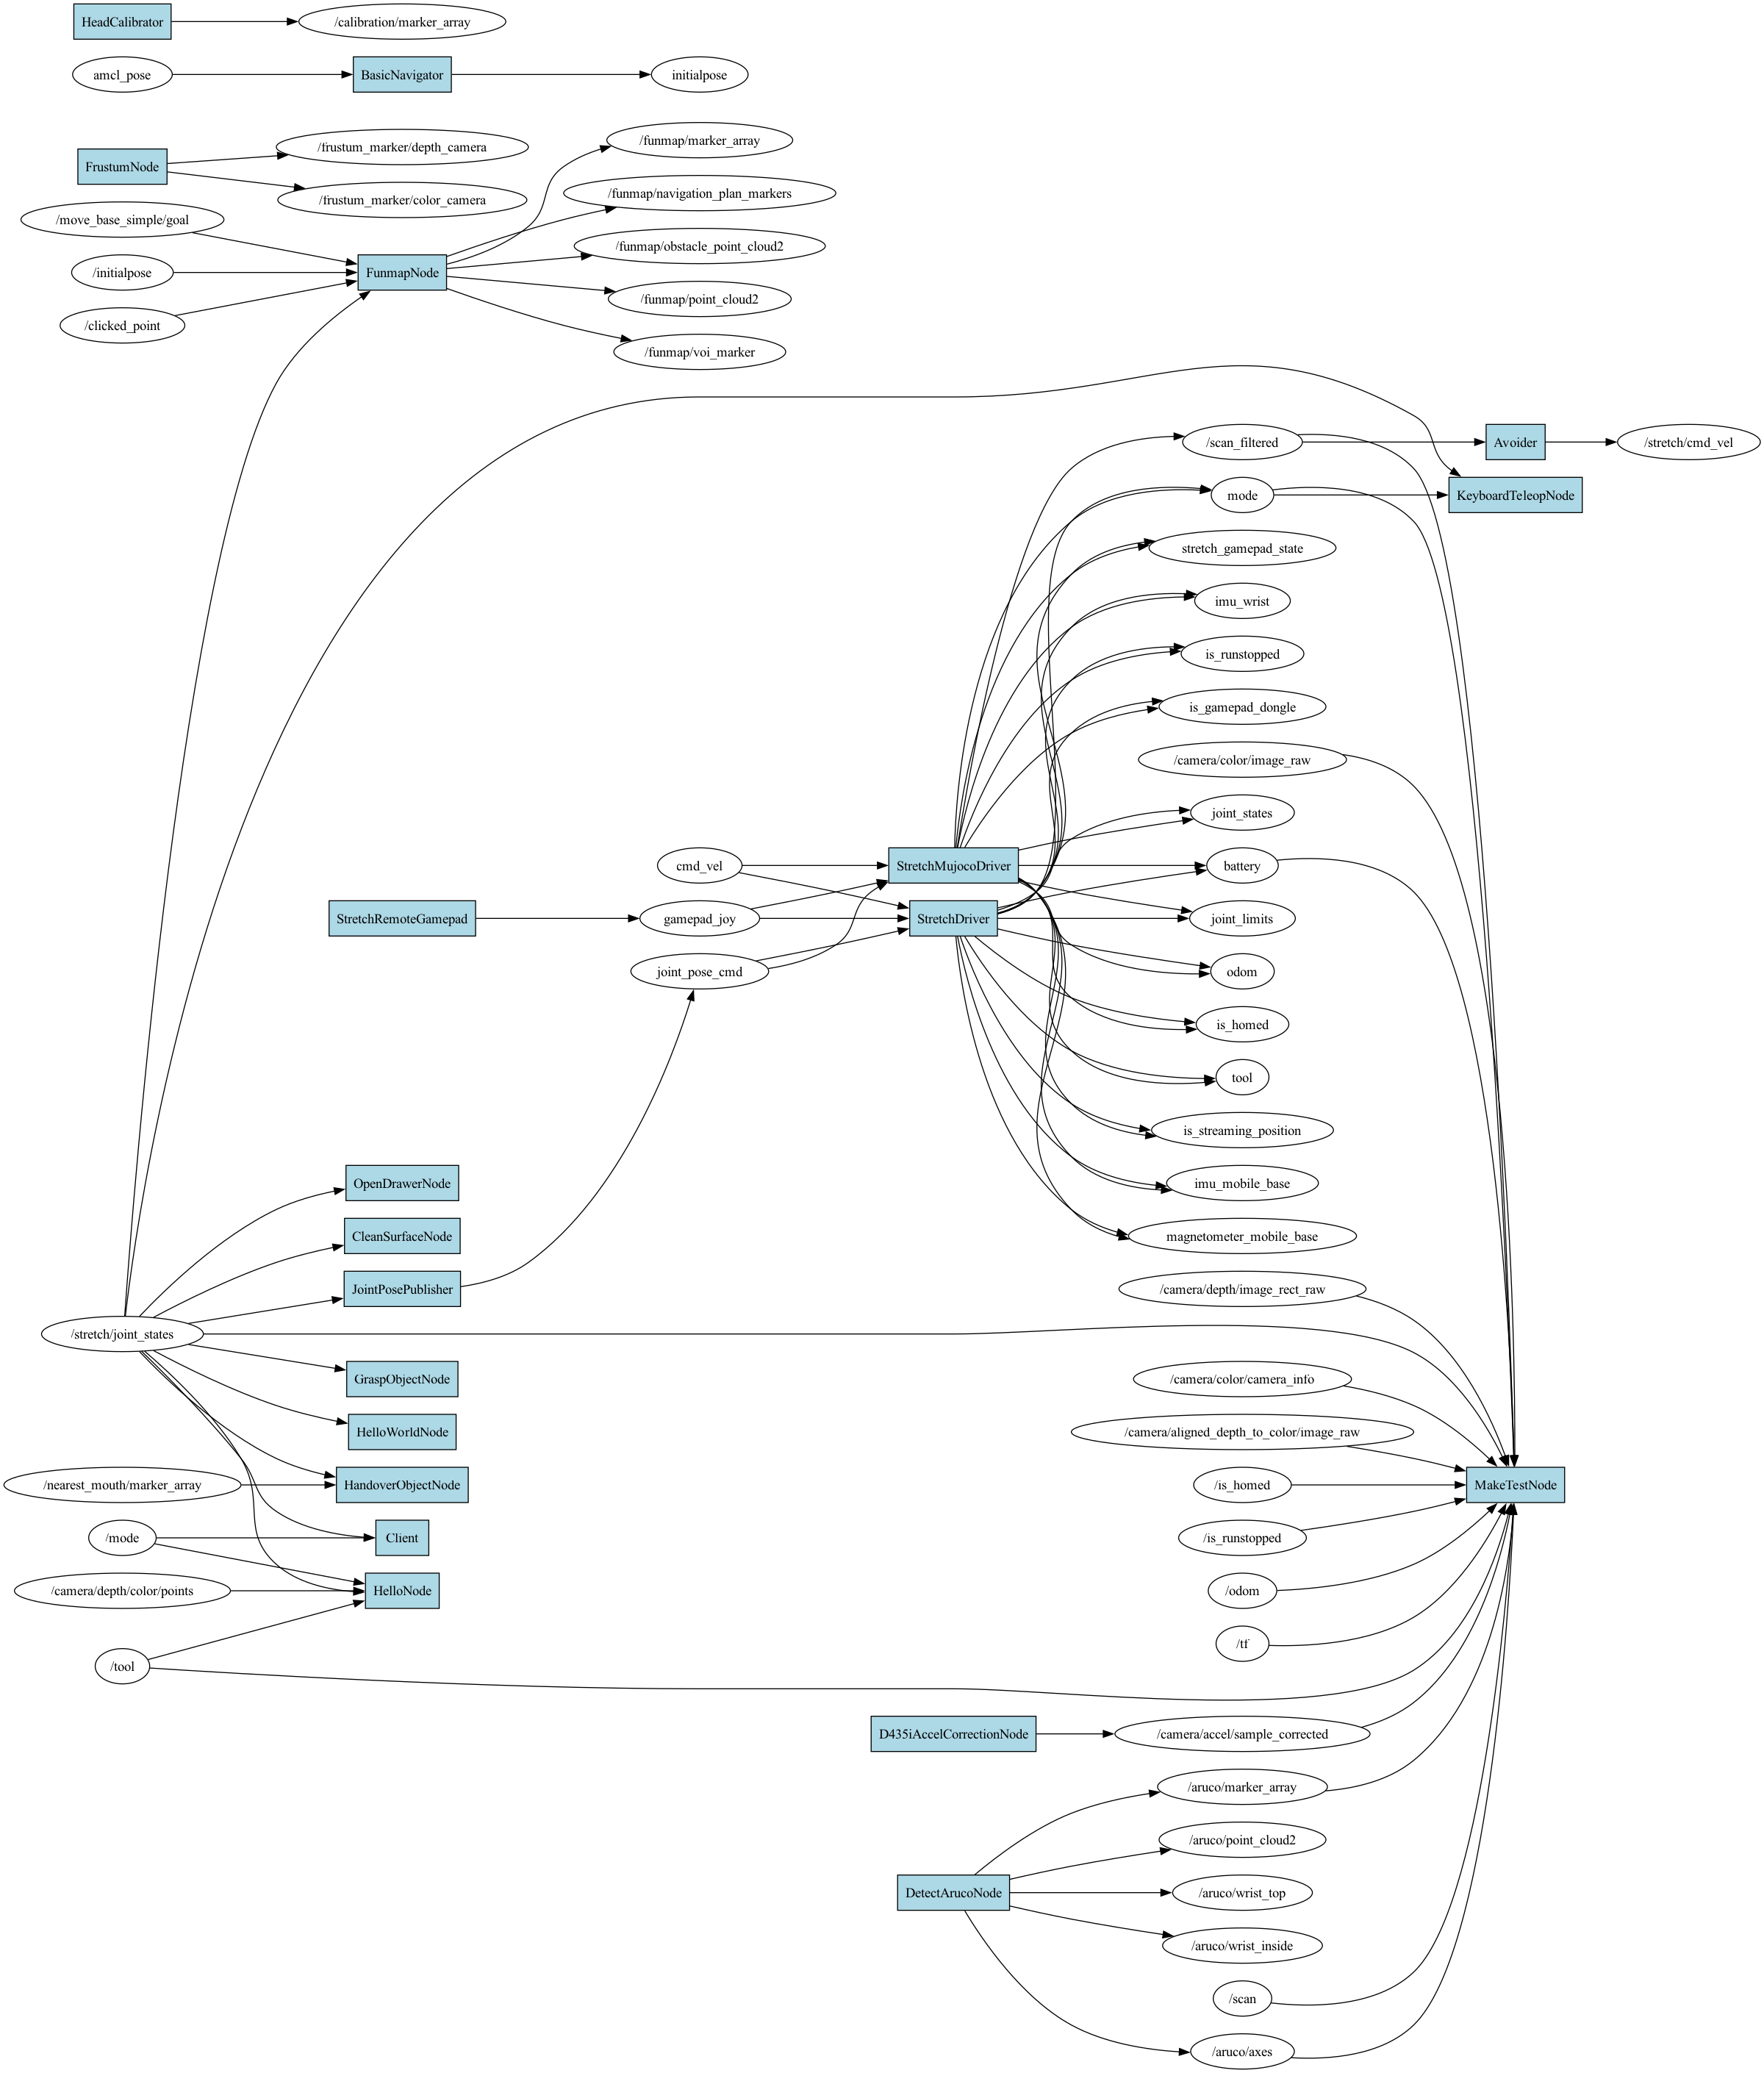 HeadCalibrator
/calibration/marker_array
amcl_pose
BasicNavigator
initialpose
/funmap/marker_array
/frustum_marker/depth_camera
FrustumNode
/funmap/navigation_plan_markers
/frustum_marker/color_camera
/move_base_simple/goal
/funmap/obstacle_point_cloud2
/initialpose
FunmapNode
/funmap/point_cloud2
/clicked_point
/funmap/voi_marker
/scan_filtered
Avoider
/stretch/cmd_vel
mode
KeyboardTeleopNode
stretch_gamepad_state
imu_wrist
is_runstopped
is_gamepad_dongle
/camera/color/image_raw
joint_states
cmd_vel
StretchMujocoDriver
battery
StretchRemoteGamepad
gamepad_joy
StretchDriver
joint_limits
joint_pose_cmd
odom
is_homed
tool
is_streaming_position
OpenDrawerNode
imu_mobile_base
CleanSurfaceNode
magnetometer_mobile_base
JointPosePublisher
/camera/depth/image_rect_raw
/stretch/joint_states
GraspObjectNode
/camera/color/camera_info
HelloWorldNode
/camera/aligned_depth_to_color/image_raw
/nearest_mouth/marker_array
HandoverObjectNode
/is_homed
MakeTestNode
/mode
Client
/is_runstopped
/camera/depth/color/points
HelloNode
/odom
/tf
/tool
D435iAccelCorrectionNode
/camera/accel/sample_corrected
/aruco/marker_array
/aruco/point_cloud2
DetectArucoNode
/aruco/wrist_top
/aruco/wrist_inside
/scan
/aruco/axes